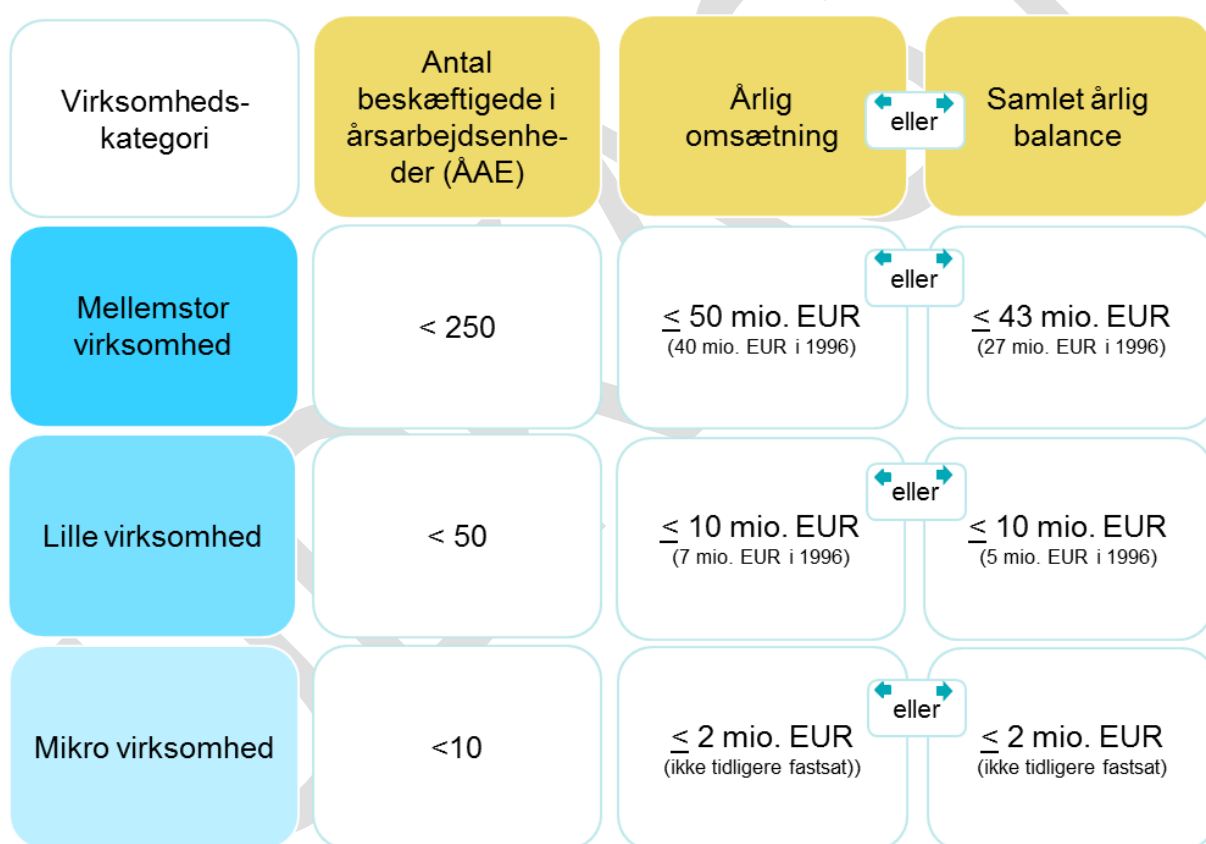 Virksomheds-
kategori
Antal
beskæftigede i
årsarbejdsenhe-
der (ÅAE)
Årlig
omsætning
eller
Samlet årlig
balance
Mellemstor
virksomhed
< 250
≤ 50 mio. EUR
(40 mio. EUR i 1996)
eller
≤ 43 mio. EUR
(27 mio. EUR i 1996)
Lille virksomhed
< 50
≤ 10 mio. EUR
(7 mio. EUR i 1996)
eller
≤ 10 mio. EUR
(5 mio. EUR i 1996)
Mikro virksomhed
<10
≤ 2 mio. EUR
(ikke tidligere fastsat))
eller
≤ 2 mio. EUR
(ikke tidligere fastsat)